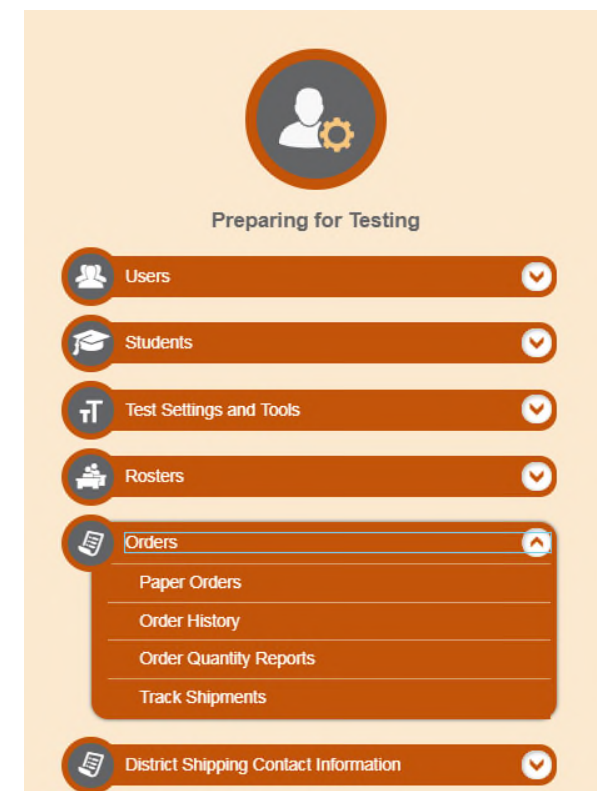 Preparing for Testing
Users
Students
Test Settings and Tools
Rosters
Orders
Paper Orders
Order History
Order Quantity Reports
Track Shipments
District Shipping Contact Information